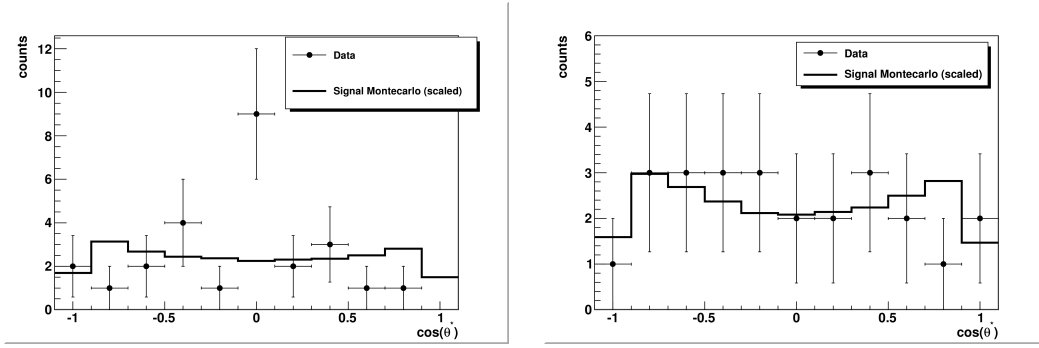 counts
12
10
8
6
4
2
0
Data
Signal Montecarlo (scaled)
-1 -0.5 0 0.5 1
cos(θ*)
counts
6
5
4
3
2
1
0
Data
Signal Montecarlo (scaled)
-1 -0.5 0 0.5 1
cos(θ*)